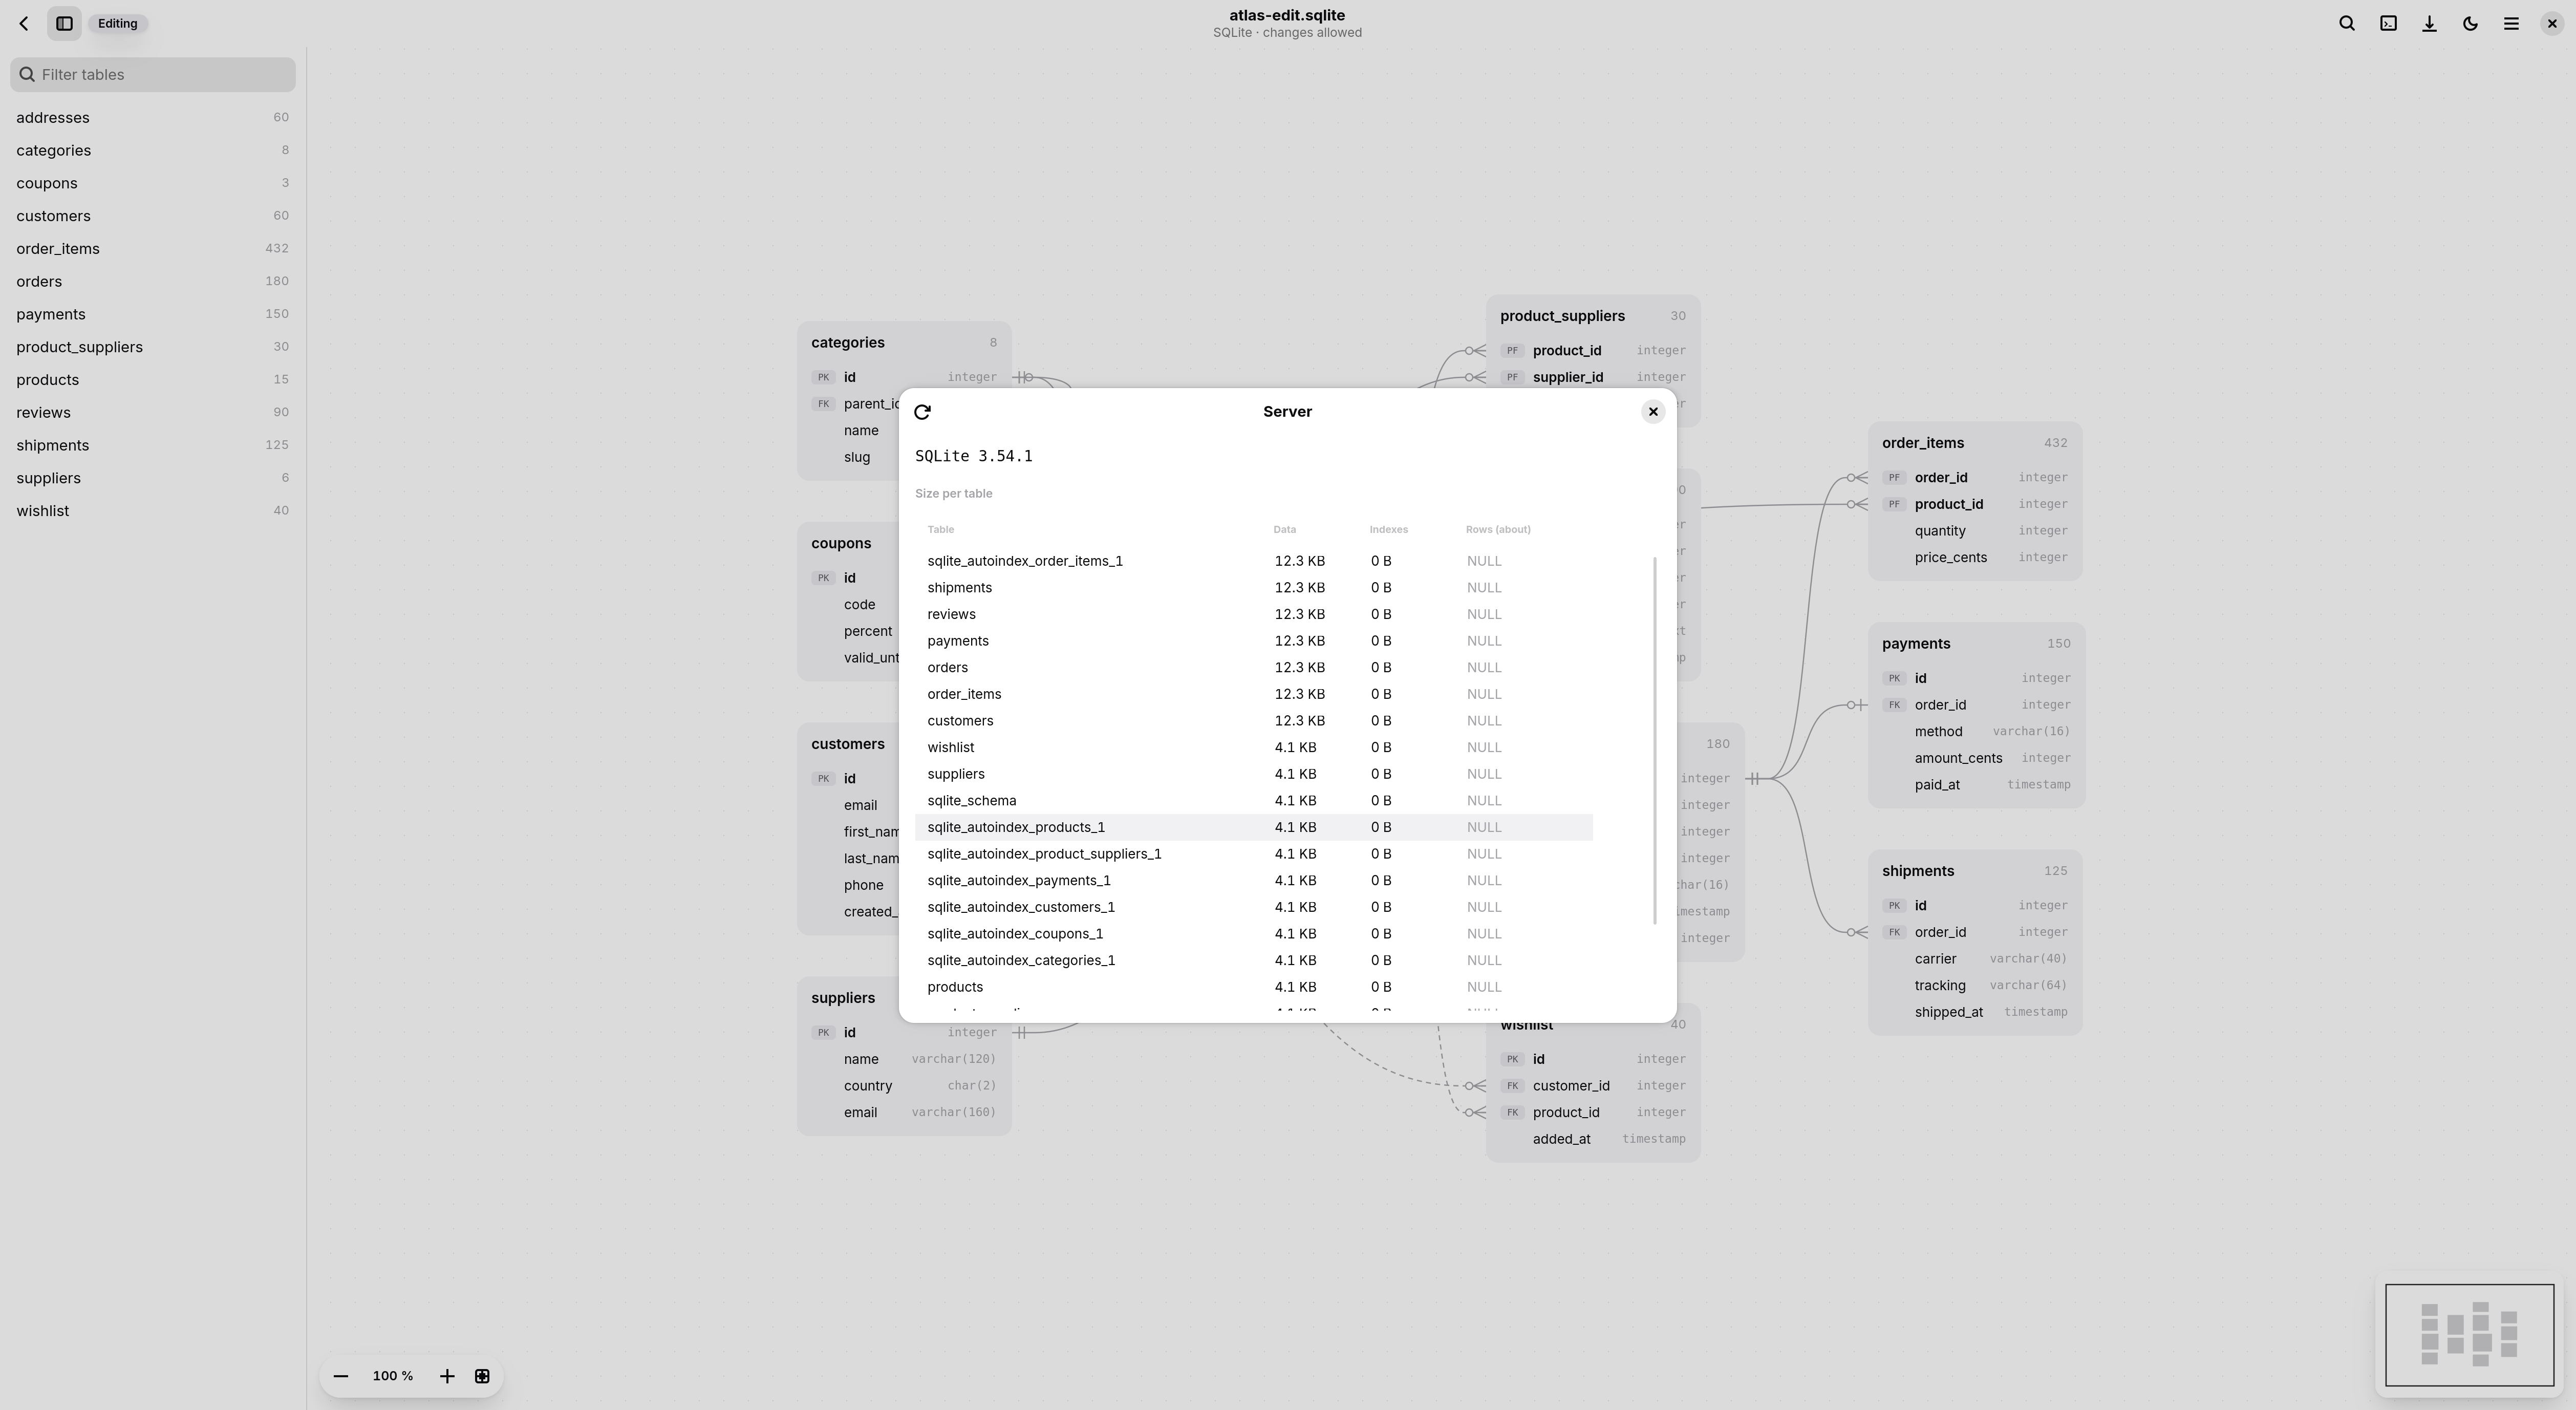 Editing
atlas-edit.sqlite
SQLite · changes allowed
Filter tables
addresses 60
categories 8
coupons 3
customers 60
order_items 432
orders 180
payments 150
product_suppliers 30
products 15
reviews 90
shipments 125
suppliers 6
wishlist 40
categories 8
PK id integer
FK parent_id
name
slug
coupons
PK id
code
percent
customers
PK id
email
phone
suppliers
PK id integer
name varchar(120)
country char(2)
email varchar(160)
product_suppliers 30
PF product_id integer
PF supplier_id integer
Server
SQLite 3.54.1
Size per table
Table Data Indexes Rows (about)
sqlite_autoindex_order_items_1 12.3 KB 0 B NULL
shipments 12.3 KB 0 B NULL
reviews 12.3 KB 0 B NULL
payments 12.3 KB 0 B NULL
orders 12.3 KB 0 B NULL
order_items 12.3 KB 0 B NULL
customers 12.3 KB 0 B NULL
wishlist 4.1 KB 0 B NULL
suppliers 4.1 KB 0 B NULL
sqlite_schema 4.1 KB 0 B NULL
sqlite_autoindex_products_1 4.1 KB 0 B NULL
sqlite_autoindex_product_suppliers_1 4.1 KB 0 B NULL
sqlite_autoindex_payments_1 4.1 KB 0 B NULL
sqlite_autoindex_customers_1 4.1 KB 0 B NULL
sqlite_autoindex_coupons_1 4.1 KB 0 B NULL
sqlite_autoindex_categories_1 4.1 KB 0 B NULL
products 4.1 KB 0 B NULL
180
integer
integer
integer
integer
integer
wishlist 40
PK id integer
FK customer_id integer
FK product_id integer
added_at timestamp
order_items 432
PF order_id integer
PF product_id integer
quantity integer
price_cents integer
payments 150
PK id integer
FK order_id integer
method varchar(16)
amount_cents integer
paid_at timestamp
shipments 125
PK id integer
FK order_id integer
carrier varchar(40)
tracking varchar(64)
shipped_at timestamp
100 %